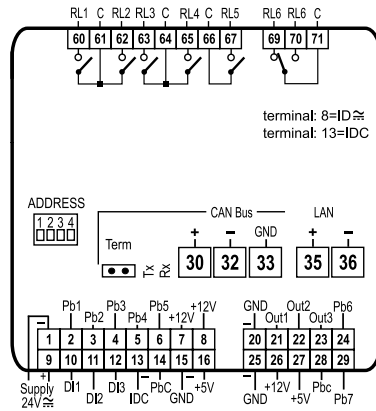 RL1 C RL2 RL3 C RL4 C RL5 RL6 RL6 C
60 61 62 63 64 65 66 67 69 70 71
terminal: 8=ID≂
terminal: 13=IDC
ADDRESS
1 2 3 4
CAN Bus LAN
Term + − GND + −
Tx Rx 30 32 33 35 36
Pb1 Pb3 Pb5 +12V GND Out2 Pb6
− Pb2 Pb4 +12V − Out1 Out3
1 2 3 4 5 6 7 8 20 21 22 23 24
+
9 10 11 12 13 14 15 16 25 26 27 28 29
Supply DI1 DI3 − PbC − +5V − +12V Pbc
24V≂ DI2 IDC GND GND +5V Pb7